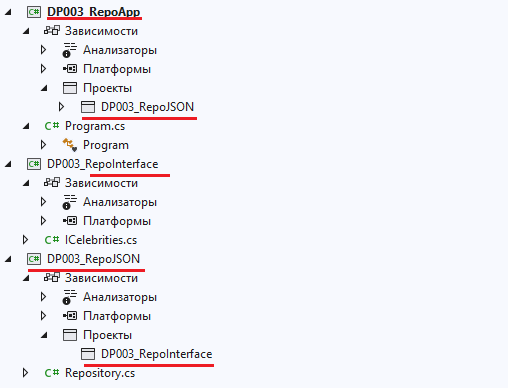 DP003_RepoApp
Зависимости
Анализаторы
Платформы
Проекты
DP003_RepoJSON
C# Program.cs
Program
C# DP003_RepoInterface
Зависимости
Анализаторы
Платформы
C# ICelebrities.cs
C# DP003_RepoJSON
Зависимости
Анализаторы
Платформы
Проекты
DP003_RepoInterface
C# Repository.cs